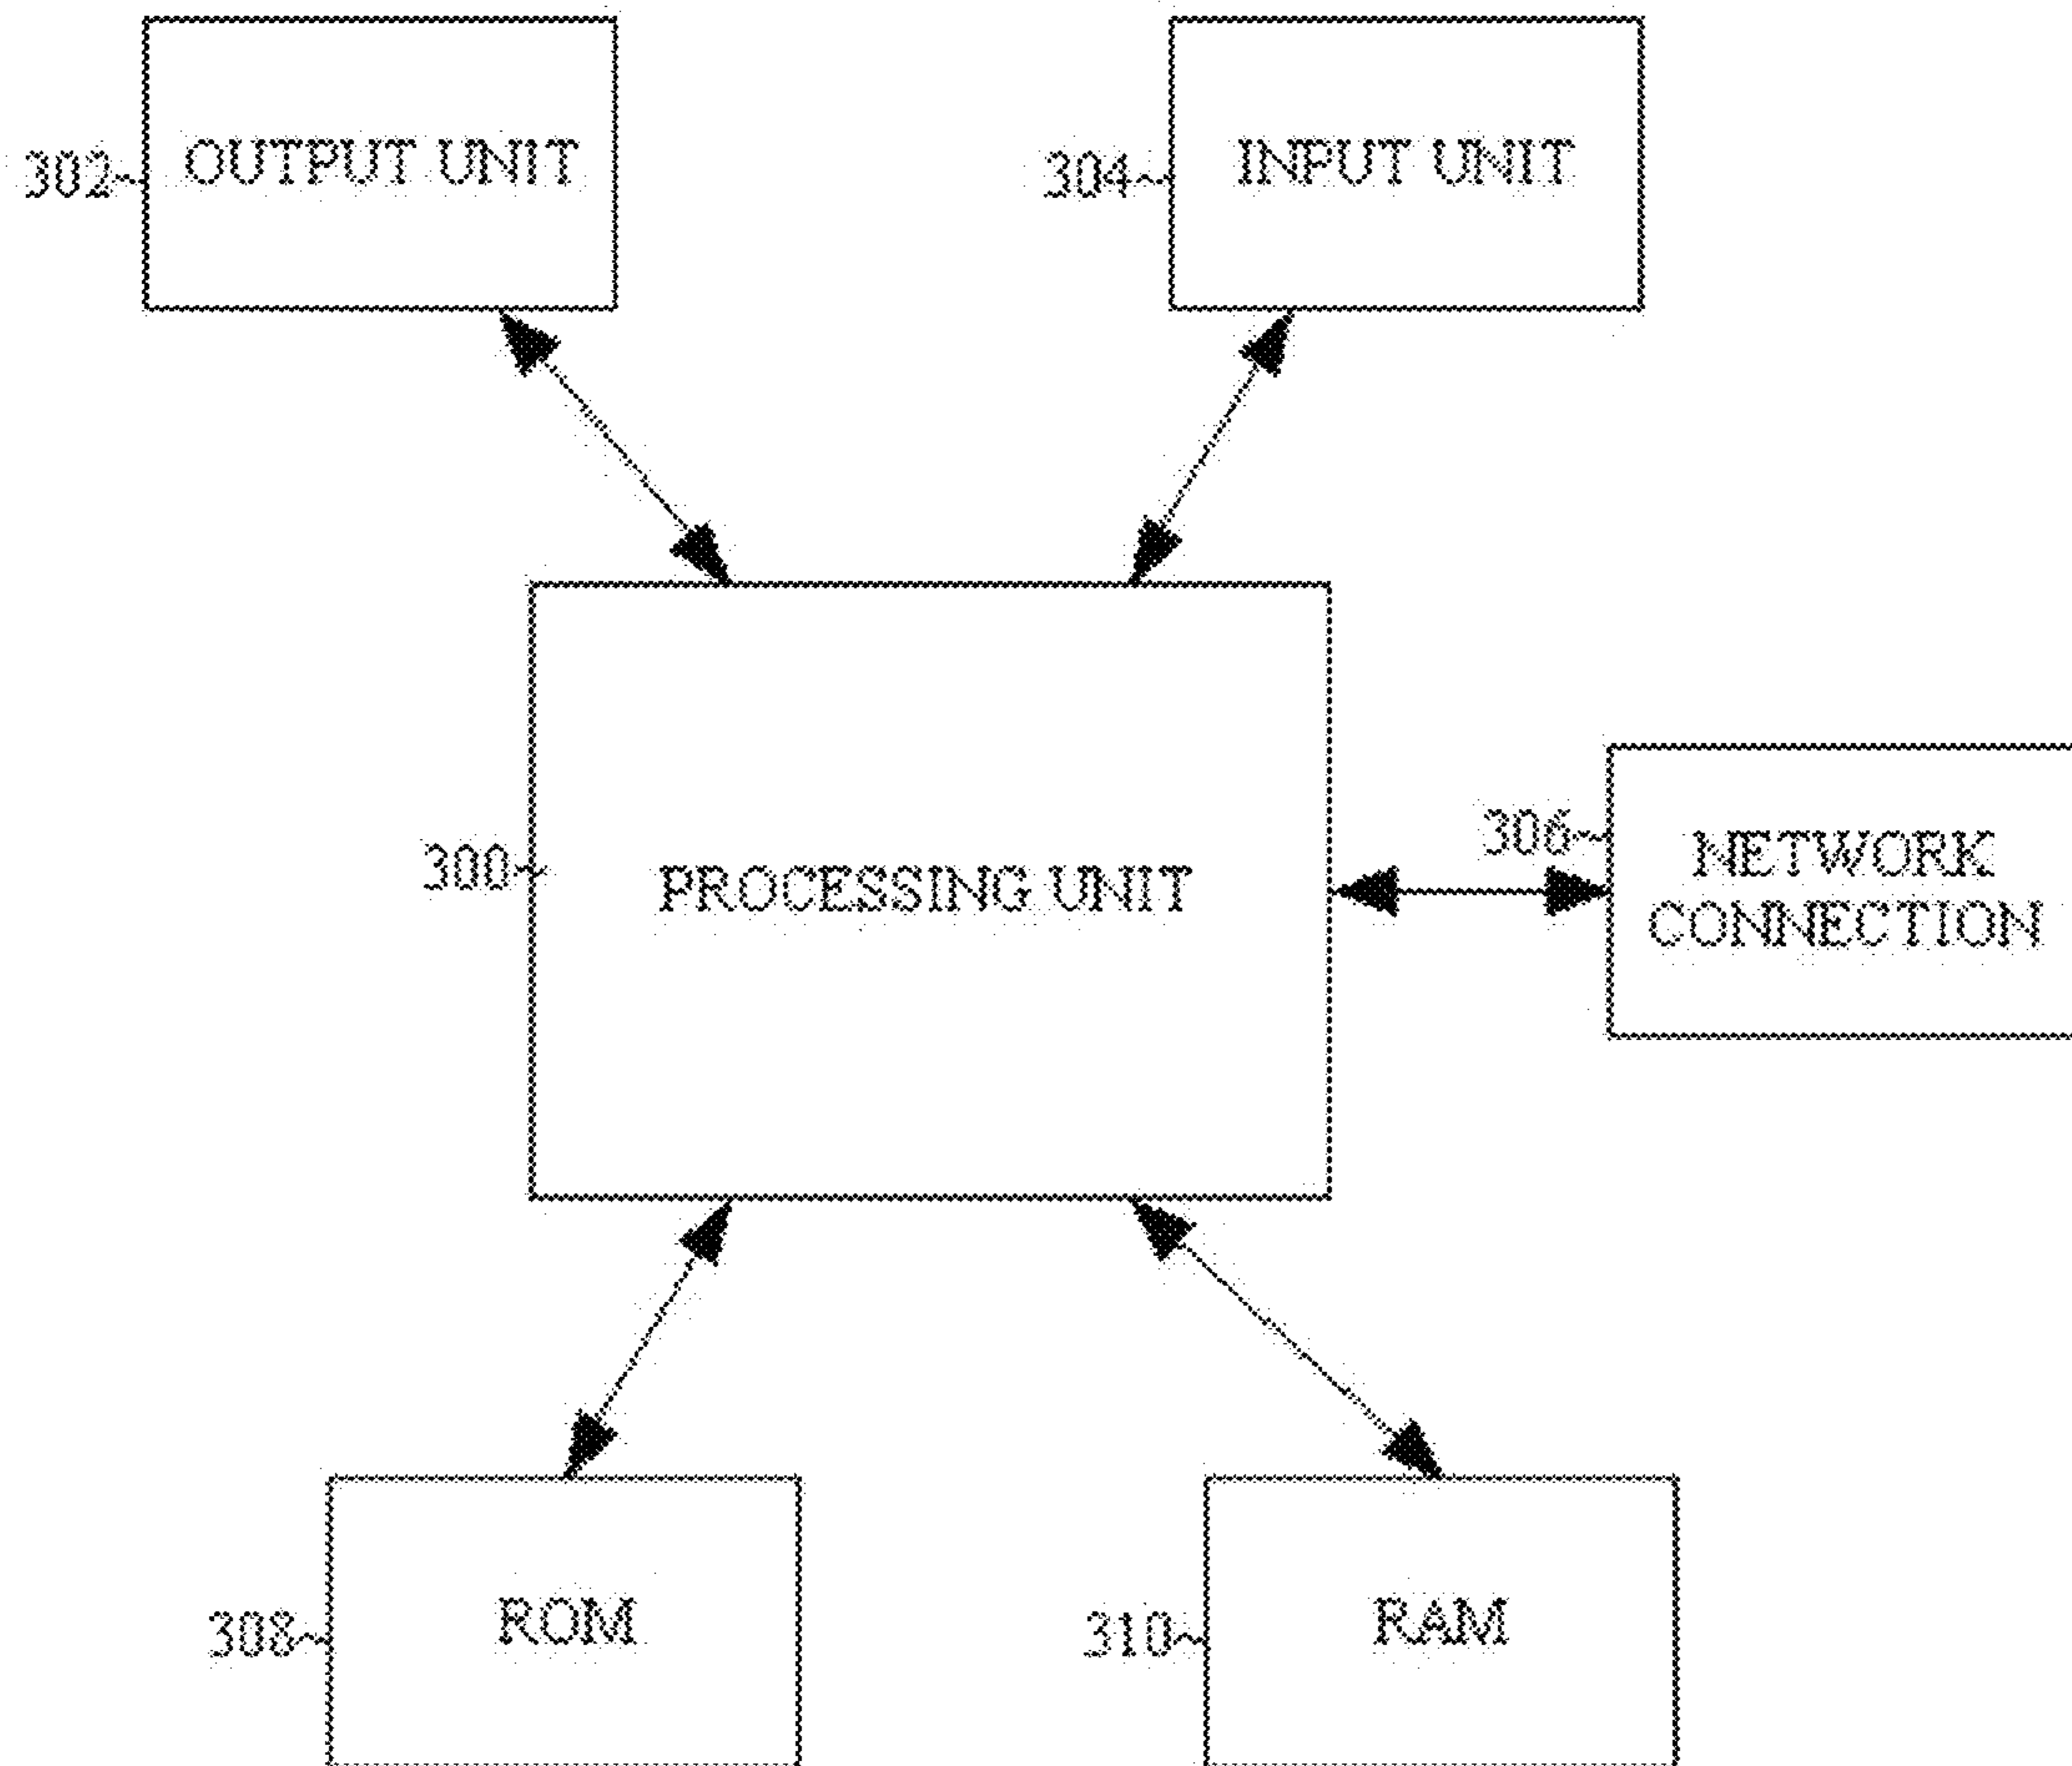 302 OUTPUT UNIT
304 INPUT UNIT
300 PROCESSING UNIT
306 NETWORK
CONNECTION
308 ROM
310 RAM